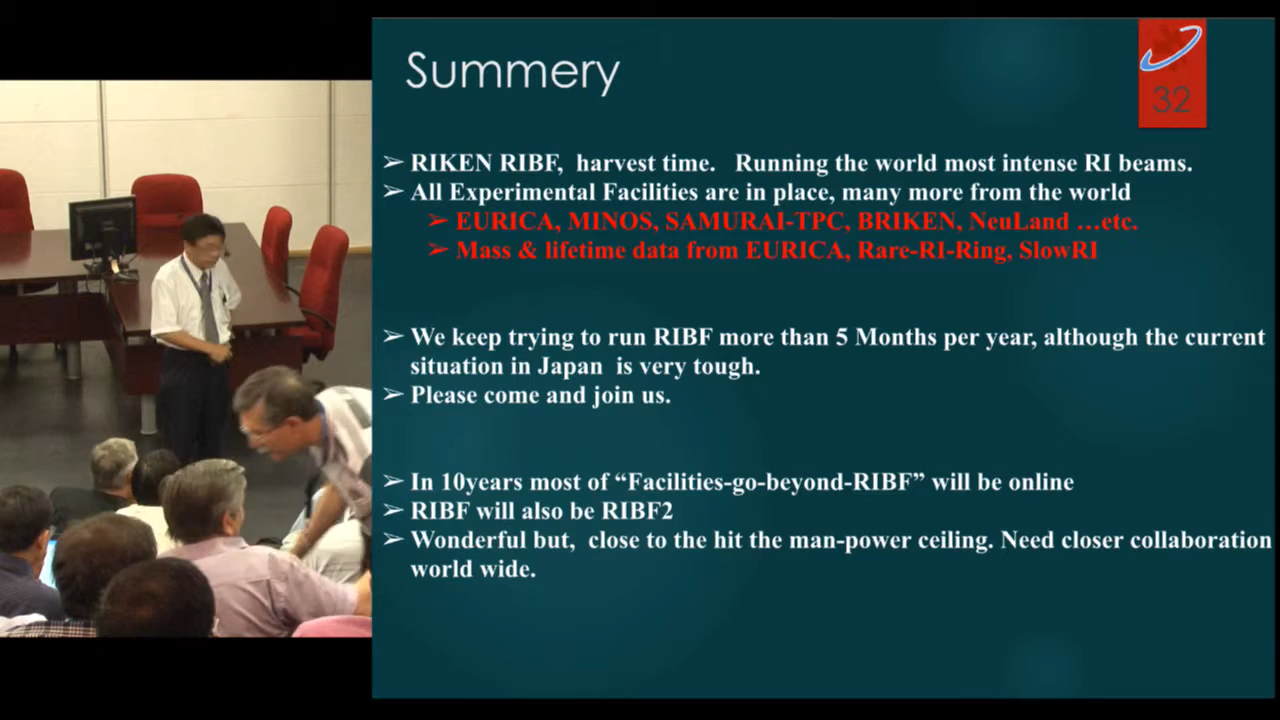 Summery
32
➢ RIKEN RIBF, harvest time. Running the world most intense RI beams.
➢ All Experimental Facilities are in place, many more from the world
➢ EURICA, MINOS, SAMURAI-TPC, BRIKEN, NeuLand …etc.
➢ Mass & lifetime data from EURICA, Rare-RI-Ring, SlowRI
➢ We keep trying to run RIBF more than 5 Months per year, although the current
situation in Japan is very tough.
➢ Please come and join us.
➢ In 10years most of “Facilities-go-beyond-RIBF” will be online
➢ RIBF will also be RIBF2
➢ Wonderful but, close to the hit the man-power ceiling. Need closer collaboration
world wide.